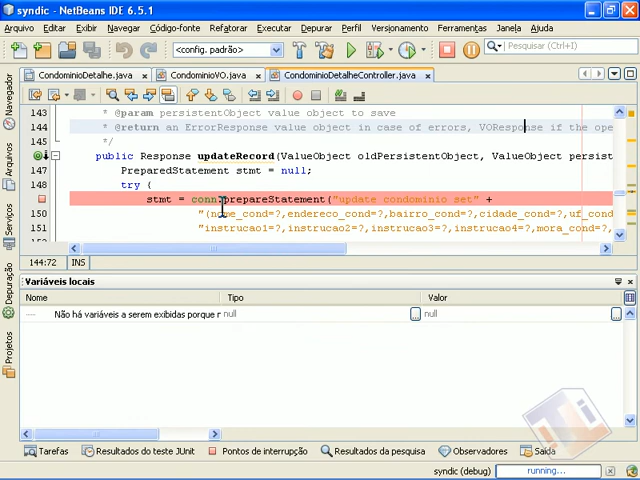 syndic - NetBeans IDE 6.5.1
Arquivo Editar Exibir Navegar Código-fonte Refatorar Executar Depurar Perfil Versionamento Ferramentas Janela Ajuda
<config. padrão> Pesquisar (Ctrl+I)
CondominioDetalhe.java CondominioVO.java CondominioDetalheController.java
143 * @param persistentObject value object to save
144 * @return an ErrorResponse value object in case of errors, VOResponse if the ope
145 */
public Response updateRecord(ValueObject oldPersistentObject, ValueObject persist
147 PreparedStatement stmt = null;
148 try {
stmt = conn.prepareStatement("update condominio set" +
150 "(nome_cond=?,endereco_cond=?,bairro_cond=?,cidade_cond=?,uf_cond
151 "instrucao1=?,instrucao2=?,instrucao3=?,instrucao4=?,mora_cond=?,
144:72 INS
Variáveis locais
Nome Tipo Valor
Não há variáveis a serem exibidas porque n null ... null ...
Navegador
Arquivos
Serviços
Depuração
Projetos
Tarefas Resultados do teste JUnit Pontos de interrupção Resultados da pesquisa Observadores Saída
syndic (debug) running...